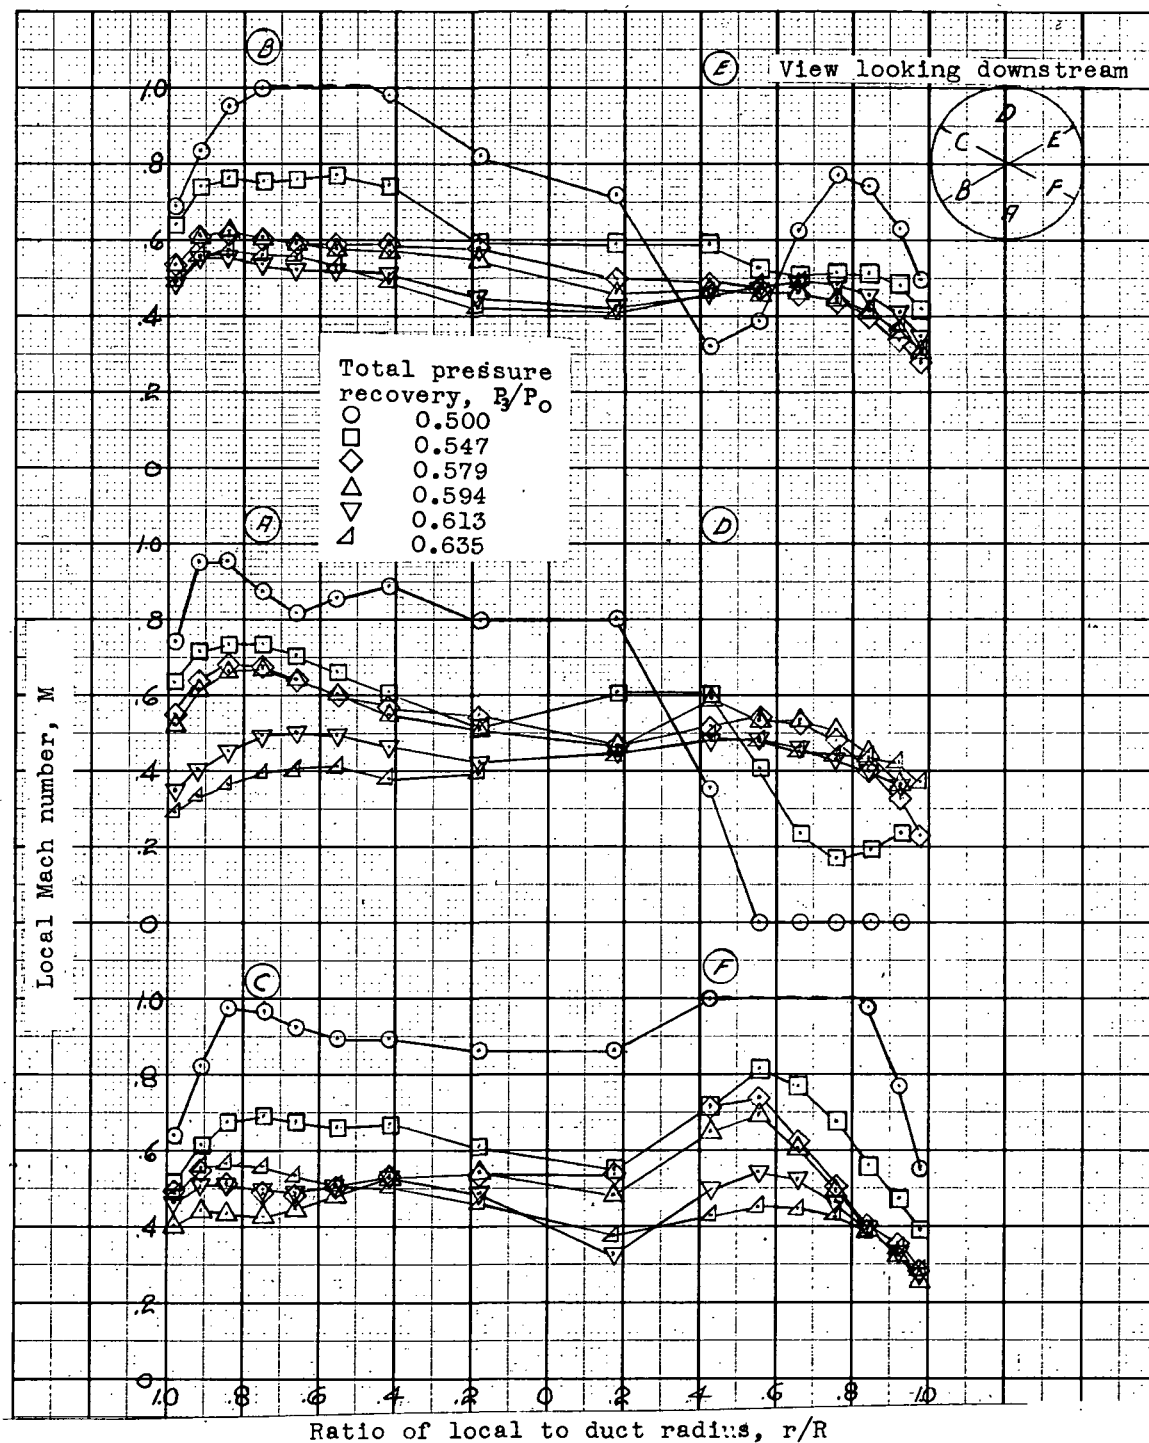 B
E View looking downstream
D
C E
B F
A
1.0
.8
.6
.4
.2
0
Total pressure
recovery, P3/P0
0.500
0.547
0.579
0.594
0.613
0.635
A
D
1.0
.8
.6
.4
.2
0
Local Mach number, M
C
F
1.0
.8
.6
.4
.2
0
1.0 .8 .6 .4 .2 0 .2 .4 .6 .8 1.0
Ratio of local to duct radius, r/R